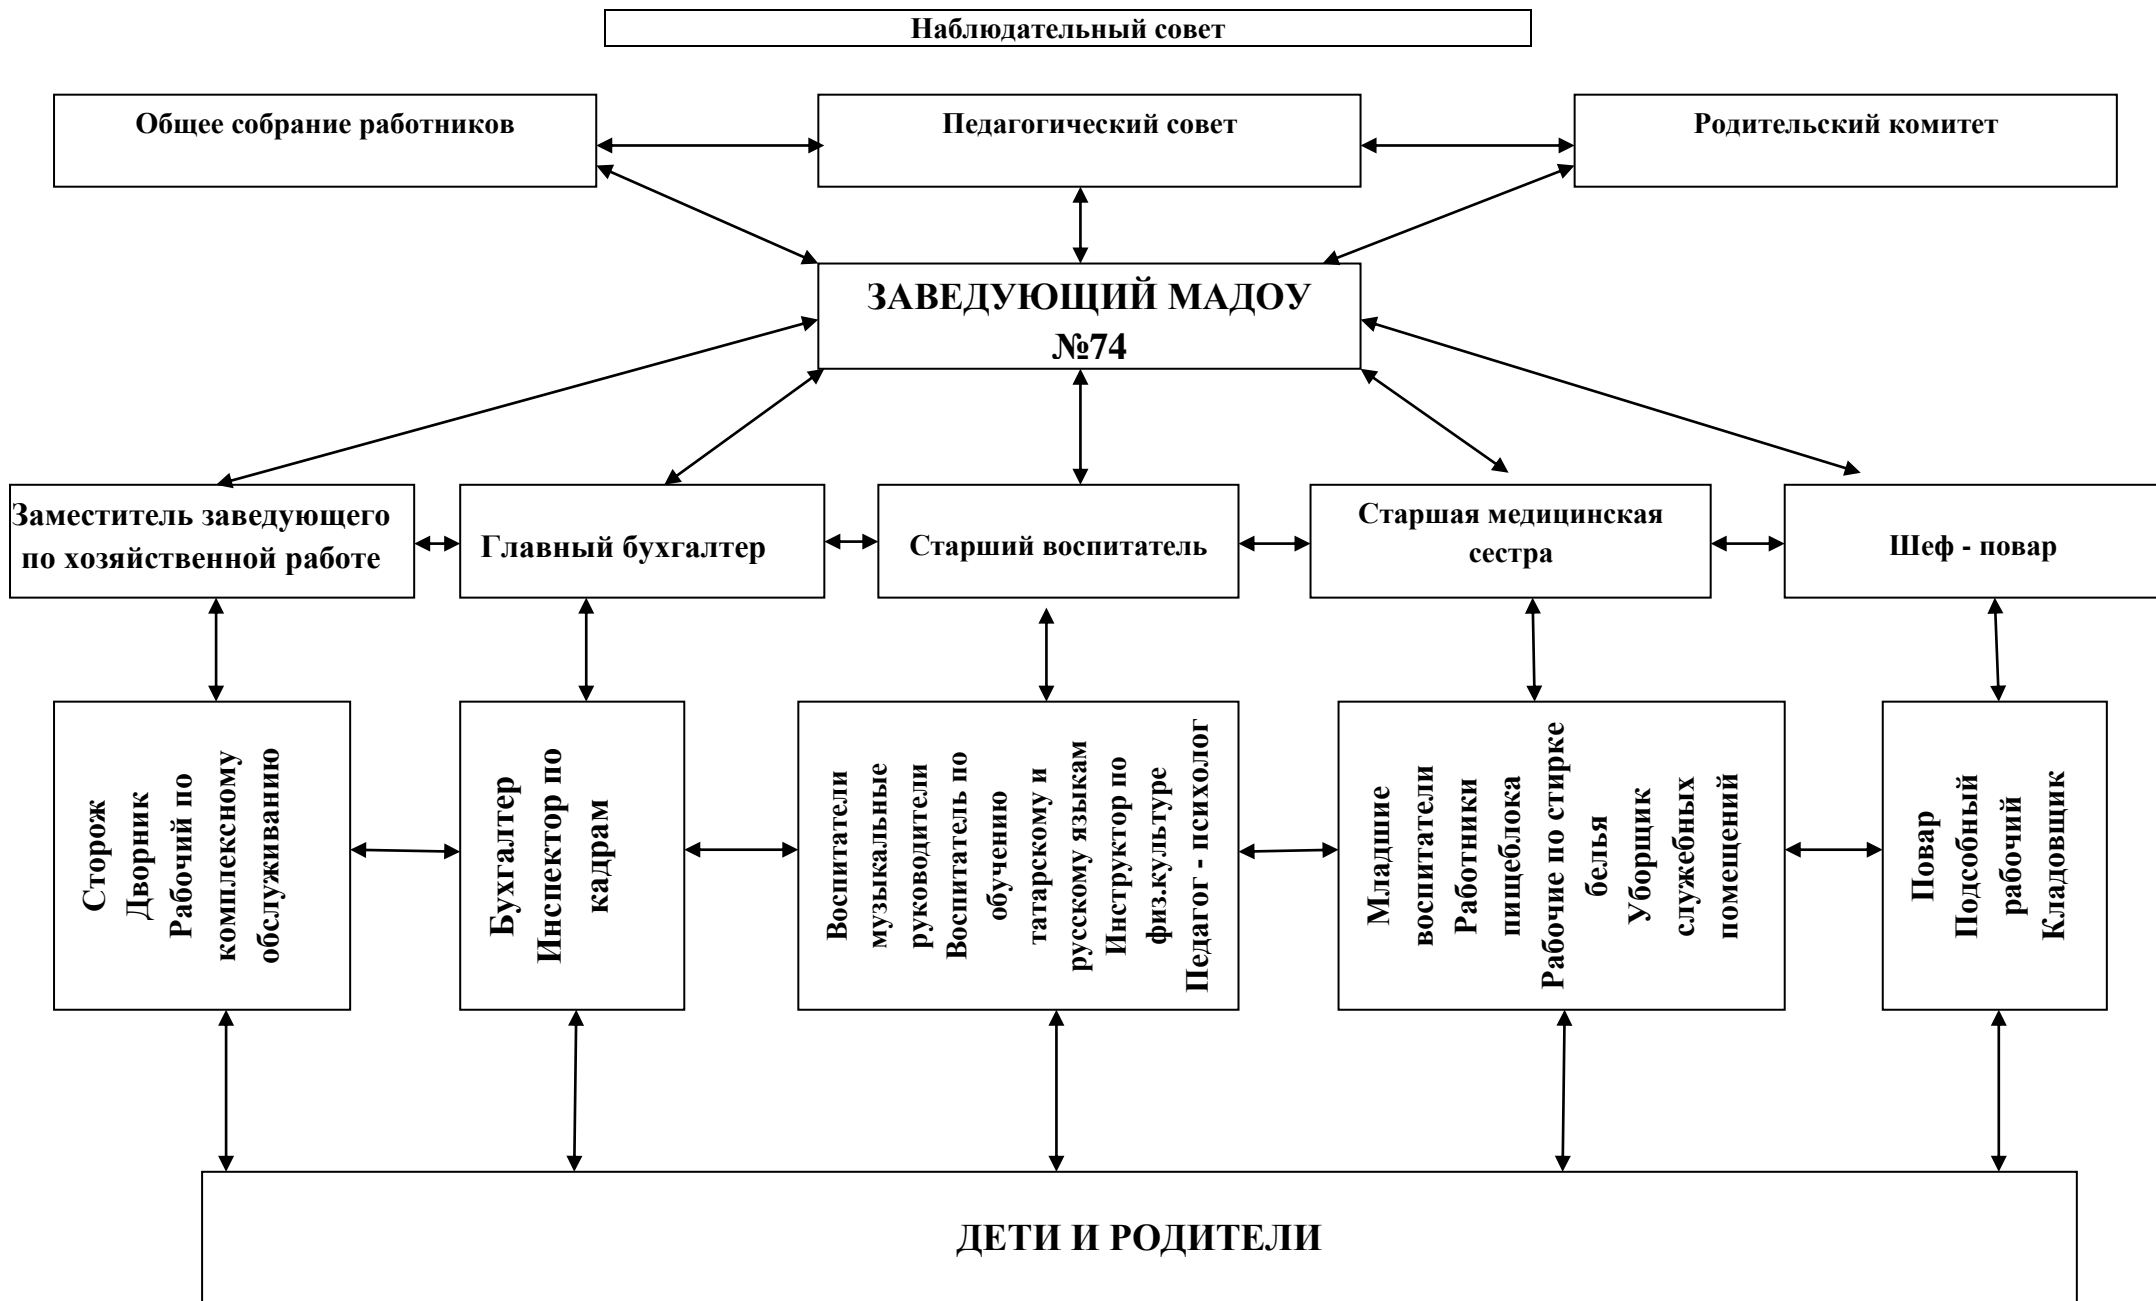 Наблюдательный совет
Общее собрание работников
Педагогический совет
Родительский комитет
ЗАВЕДУЮЩИЙ МАДОУ
№74
Заместитель заведующего
по хозяйственной работе
Главный бухгалтер
Старший воспитатель
Старшая медицинская
сестра
Шеф - повар
Сторож
Дворник
Рабочий по
комплексному
обслуживанию
Бухгалтер
Инспектор по
кадрам
Воспитатели
музыкальные
руководители
Воспитатель по
обучению
татарскому и
русскому языкам
Инструктор по
физ.культуре
Педагог - психолог
Младшие
воспитатели
Работники
пищеблока
Рабочие по стирке
белья
Уборщик
служебных
помещений
Повар
Подсобный
рабочий
Кладовщик
ДЕТИ И РОДИТЕЛИ